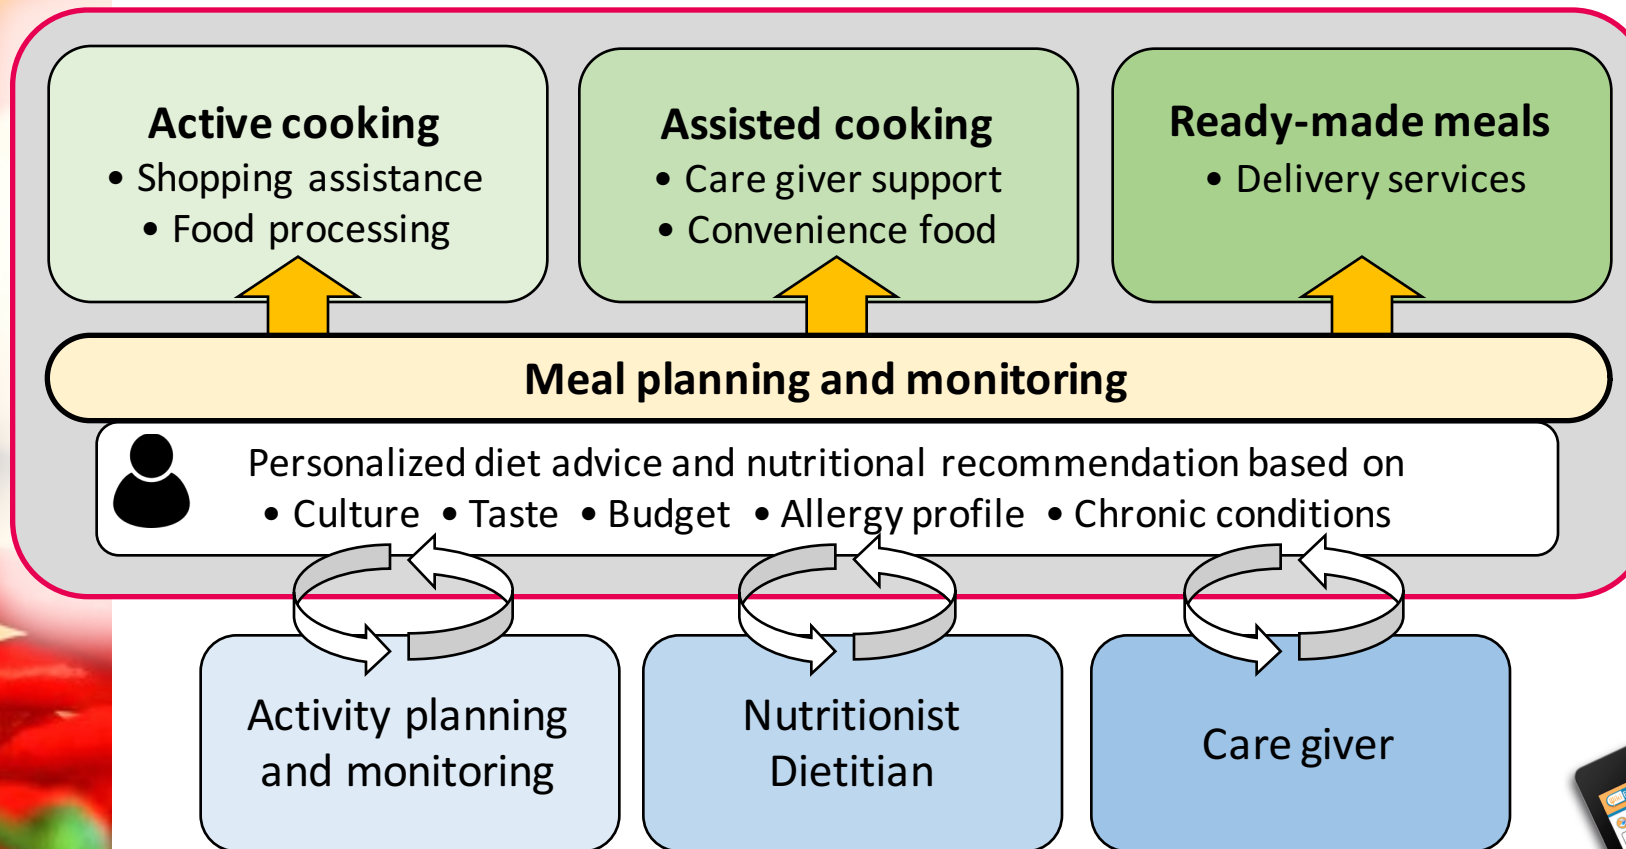 Active cooking
• Shopping assistance
• Food processing
Assisted cooking
• Care giver support
• Convenience food
Ready-made meals
• Delivery services
Meal planning and monitoring
Personalized diet advice and nutritional recommendation based on
• Culture • Taste • Budget • Allergy profile • Chronic conditions
Activity planning
and monitoring
Nutritionist
Dietitian
Care giver